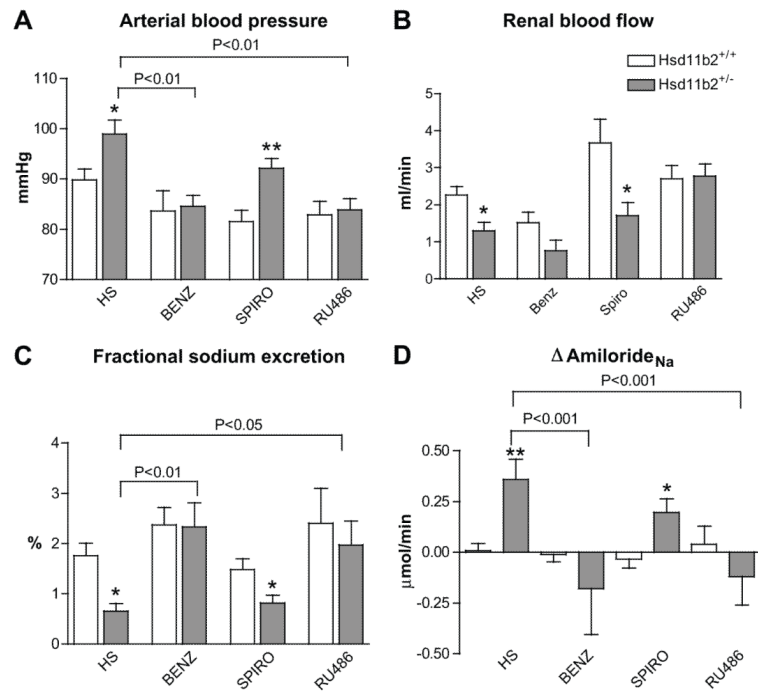 A Arterial blood pressure
P<0.01
P<0.01
110
100
90
80
70
mmHg
*
**
HS
BENZ
SPIRO
RU486
B Renal blood flow
Hsd11b2+/+
Hsd11b2+/-
5
4
3
2
1
0
ml/min
*
*
HS
Benz
Spiro
RU486
C Fractional sodium excretion
P<0.05
P<0.01
4
3
2
1
0
%
*
*
HS
BENZ
SPIRO
RU486
D Δ AmilorideNa
P<0.001
P<0.001
0.50
0.25
0.00
-0.25
-0.50
μmol/min
**
*
HS
BENZ
SPIRO
RU486